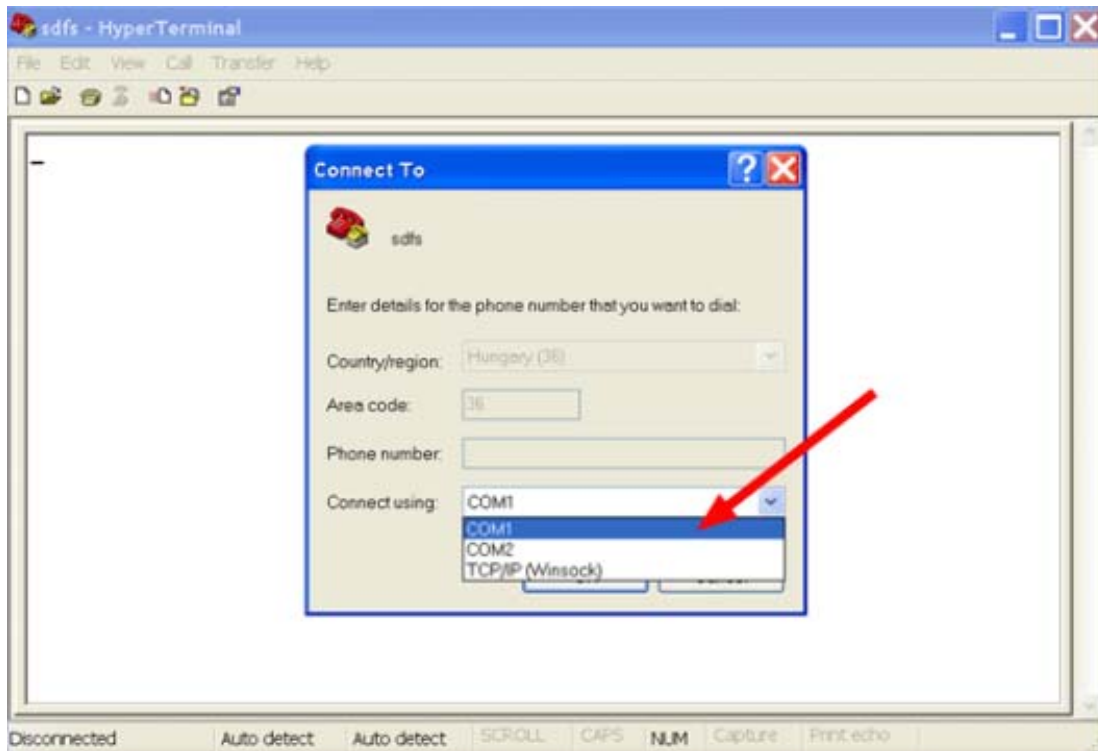 sdfs - HyperTerminal
File Edit View Call Transfer Help
Connect To
sdfs
Enter details for the phone number that you want to dial:
Country/region: Hungary (36)
Area code: 36
Phone number:
Connect using: COM1
COM1
COM2
TCP/IP (Winsock)
Disconnected Auto detect Auto detect SCROLL CAPS NUM Capture Print echo